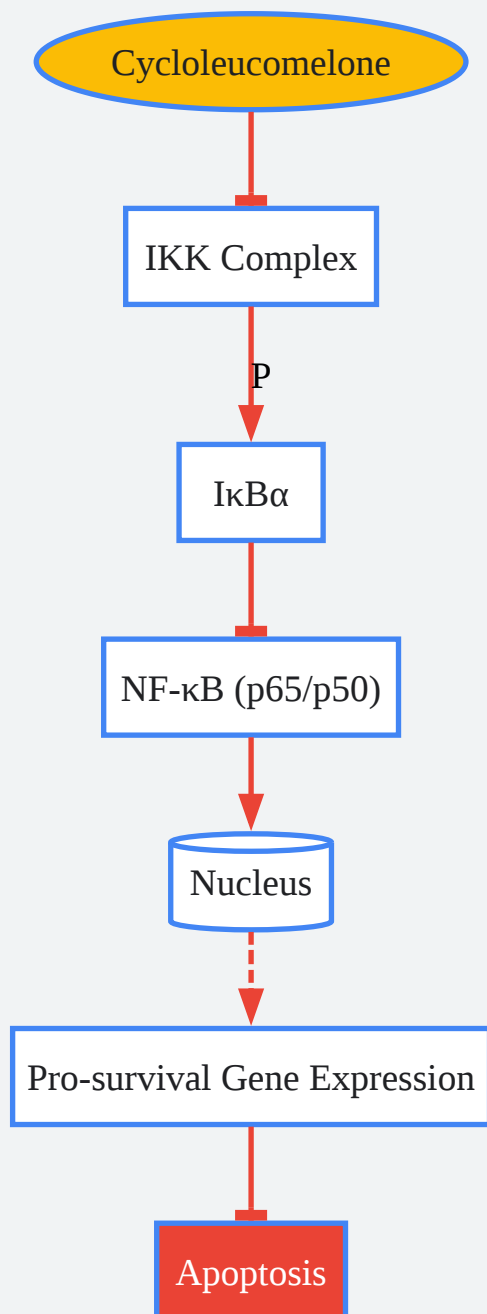 Cycloleucomelone
IKK Complex
P
IκBα
NF-κB (p65/p50)
Nucleus
Pro-survival Gene Expression
Apoptosis